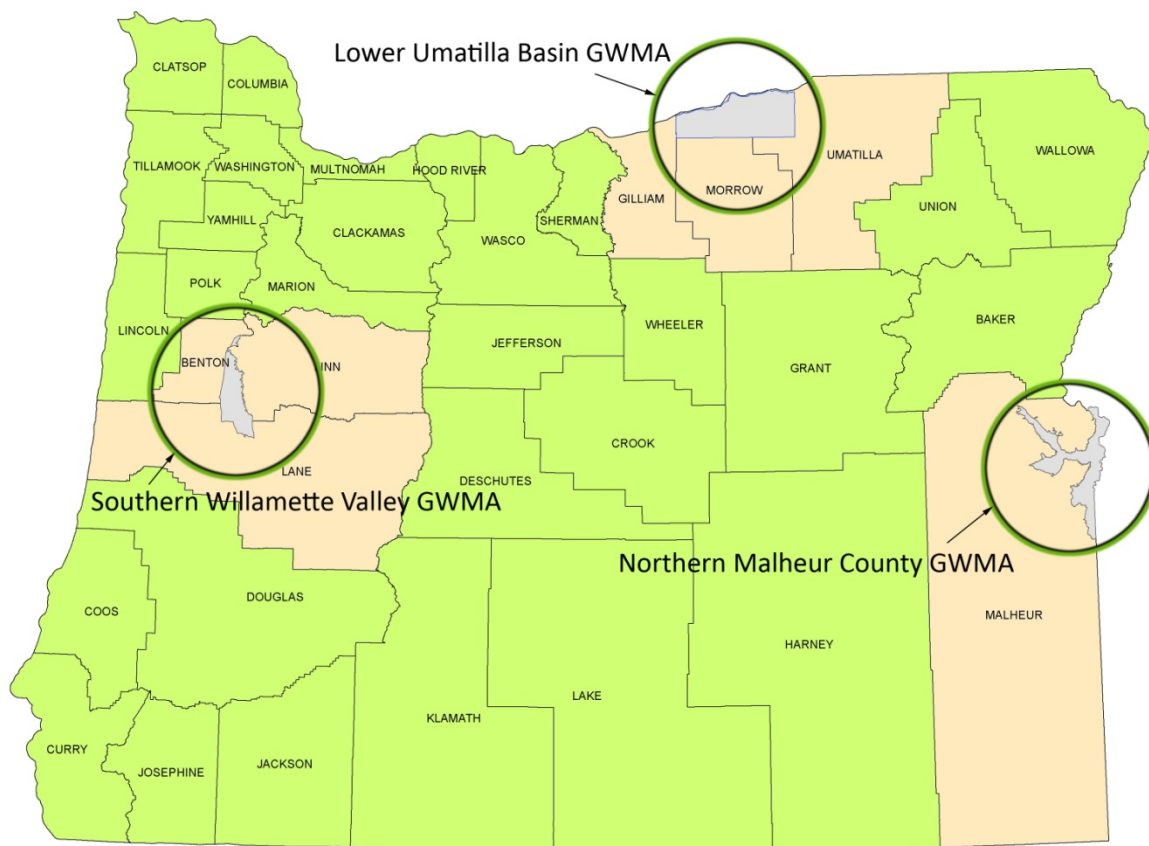 Lower Umatilla Basin GWMA
CLATSOP
COLUMBIA
TILLAMOOK
WASHINGTON
MULTNOMAH
HOOD RIVER
WALLOWA
UMATILLA
YAMHILL
GILLIAM
MORROW
UNION
SHERMAN
CLACKAMAS
WASCO
POLK
MARION
LINCOLN
WHEELER
BAKER
JEFFERSON
BENTON
INN
GRANT
CROOK
LANE
DESCHUTES
Southern Willamette Valley GWMA
Northern Malheur County GWMA
DOUGLAS
COOS
MALHEUR
HARNEY
LAKE
KLAMATH
CURRY
JOSEPHINE
JACKSON